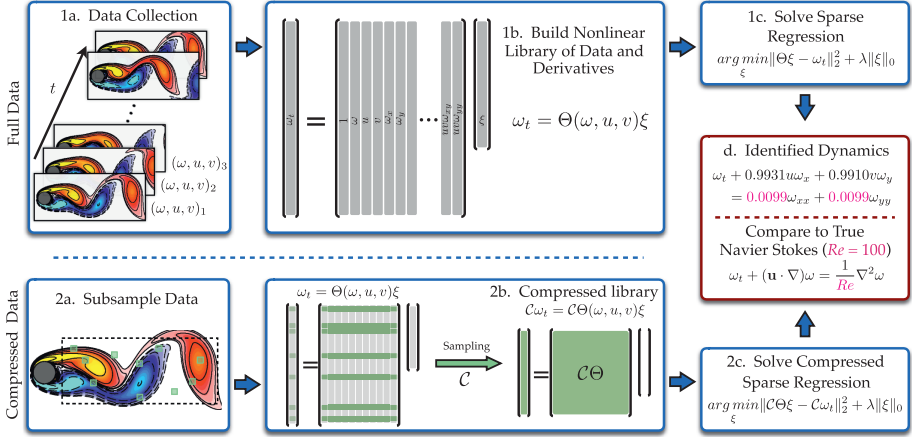 Full Data
1a. Data Collection
t
(ω, u, v)₃
(ω, u, v)₂
(ω, u, v)₁
1b. Build Nonlinear
Library of Data and
Derivatives
ω_t = 1 ω u v ω_x ω_y ⋯ uvω_xy uvω_yy ξ
ω_t = Θ(ω, u, v)ξ
1c. Solve Sparse
Regression
arg min_ξ ‖Θξ − ω_t‖₂² + λ‖ξ‖₀
d. Identified Dynamics
ω_t + 0.9931uω_x + 0.9910vω_y
= 0.0099ω_xx + 0.0099ω_yy
Compare to True
Navier Stokes (Re = 100)
ω_t + (u · ∇)ω = 1/Re ∇²ω
Compressed Data
2a. Subsample Data
ω_t = Θ(ω, u, v)ξ
=
Sampling
𝒞
2b. Compressed library
𝒞ω_t = 𝒞Θ(ω, u, v)ξ
= 𝒞Θ
2c. Solve Compressed
Sparse Regression
arg min_ξ ‖𝒞Θξ − 𝒞ω_t‖₂² + λ‖ξ‖₀